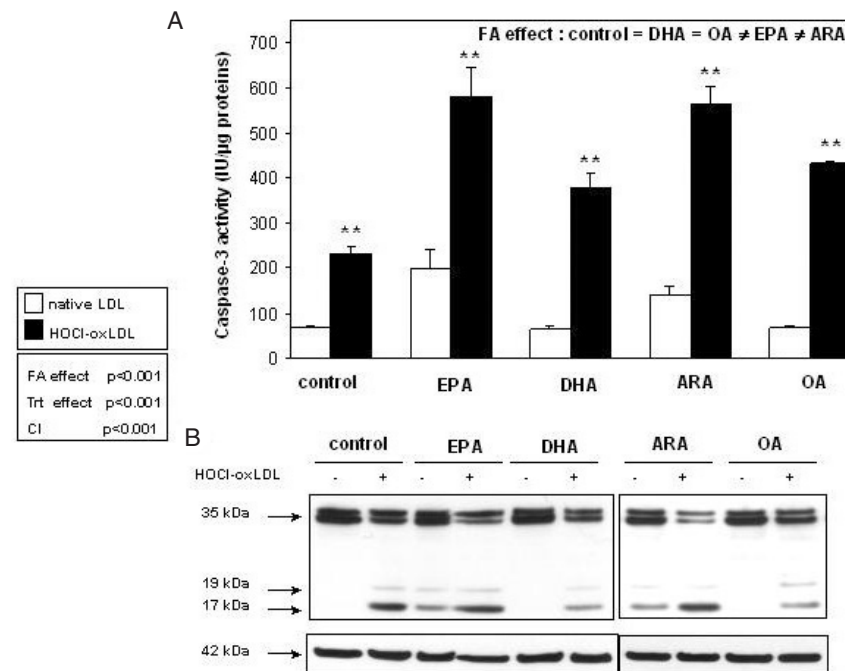 A
FA effect : control = DHA = OA ≠ EPA ≠ ARA
Caspase-3 activity (IU/µg proteins)
700
600
500
400
300
200
100
0
** ** ** ** **
control EPA DHA ARA OA
native LDL
HOCl-oxLDL
FA effect p<0.001
Trt effect p<0.001
CI p<0.001
B
control EPA DHA ARA OA
HOCl-oxLDL - + - + - + - + - +
35 kDa
19 kDa
17 kDa
42 kDa